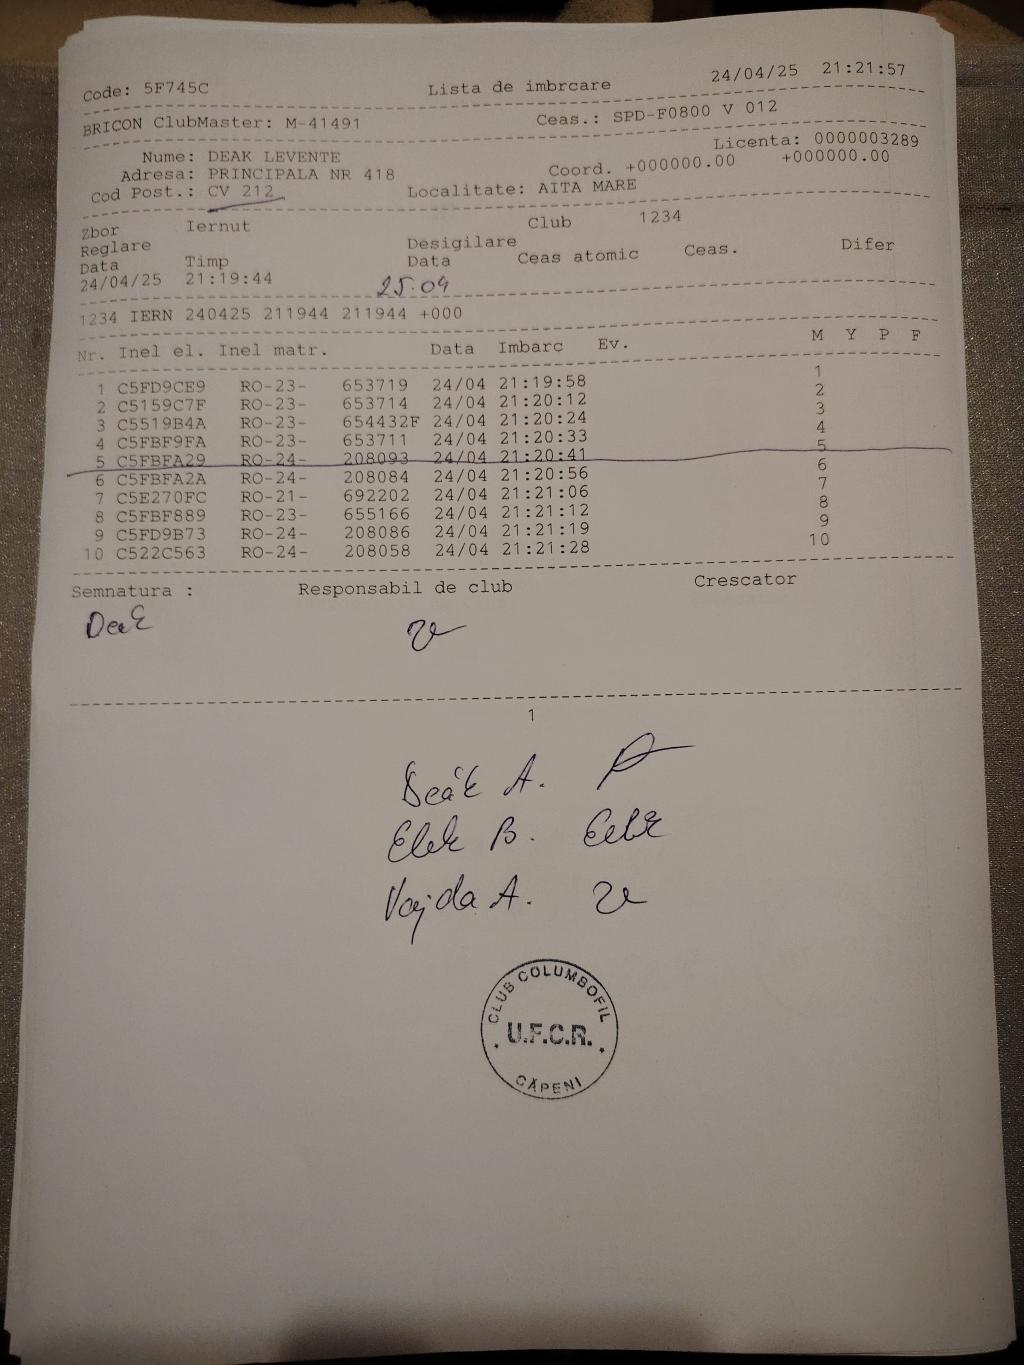 Code: 5F745C Lista de imbrcare 24/04/25 21:21:57
BRICON ClubMaster: M-41491 Ceas.: SPD-F0800 V 012
Licenta: 0000003289
Nume: DEAK LEVENTE
Adresa: PRINCIPALA NR 418 Coord. +000000.00 +000000.00
Cod Post.: CV 212 Localitate: AITA MARE
Zbor Iernut Club 1234
Reglare Desigilare
Data Timp Data Ceas atomic Ceas. Difer
24/04/25 21:19:44 25.04
1234 IERN 240425 211944 211944 +000
Nr. Inel el. Inel matr. Data Imbarc Ev. M Y P F
1 C5FD9CE9 RO-23- 653719 24/04 21:19:58 1
2 C5159C7F RO-23- 653714 24/04 21:20:12 2
3 C5519B4A RO-23- 654432F 24/04 21:20:24 3
4 C5FBF9FA RO-23- 653711 24/04 21:20:33 4
5 C5FBFA29 RO-24- 208093 24/04 21:20:41 5
6 C5FBFA2A RO-24- 208084 24/04 21:20:56 6
7 C5E270FC RO-21- 692202 24/04 21:21:06 7
8 C5FBF889 RO-23- 655166 24/04 21:21:12 8
9 C5FD9B73 RO-24- 208086 24/04 21:21:19 9
10 C522C563 RO-24- 208058 24/04 21:21:28 10
Semnatura : Responsabil de club Crescator
Deak
1
Deák A.
Elek B.
Vajda A.
CLUB COLUMBOFIL
U.F.C.R.
CĂPENI